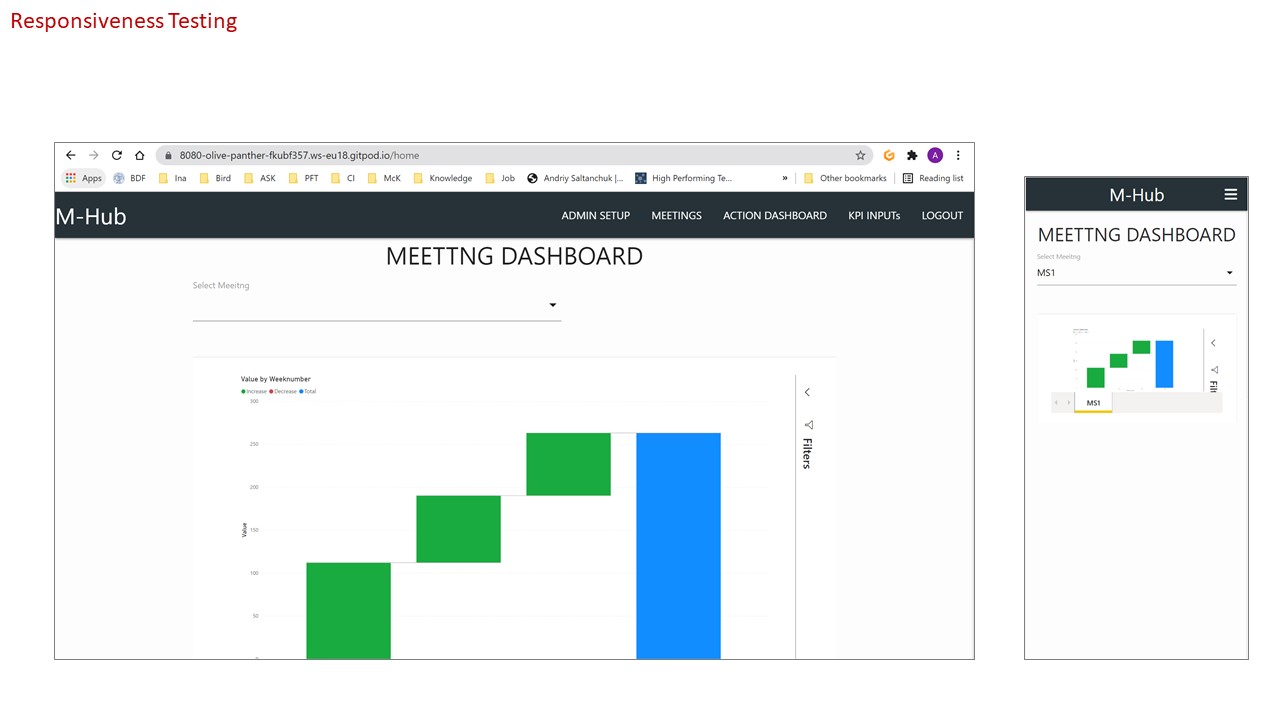 Responsiveness Testing
8080-olive-panther-fkubf357.ws-eu18.gitpod.io/home
A
Apps BDF Ina Bird ASK PFT CI McK Knowledge Job Andriy Saltanchuk |... High Performing Te... » Other bookmarks Reading list
M-Hub ADMIN SETUP MEETINGS ACTION DASHBOARD KPI INPUTs LOGOUT
MEETTNG DASHBOARD
Select Meeitng
Value by Weeknumber
Increase Decrease Total
300
250
200
150
100
50
Value
Filters
M-Hub
MEETTNG DASHBOARD
Select Meeitng
MS1
MS1